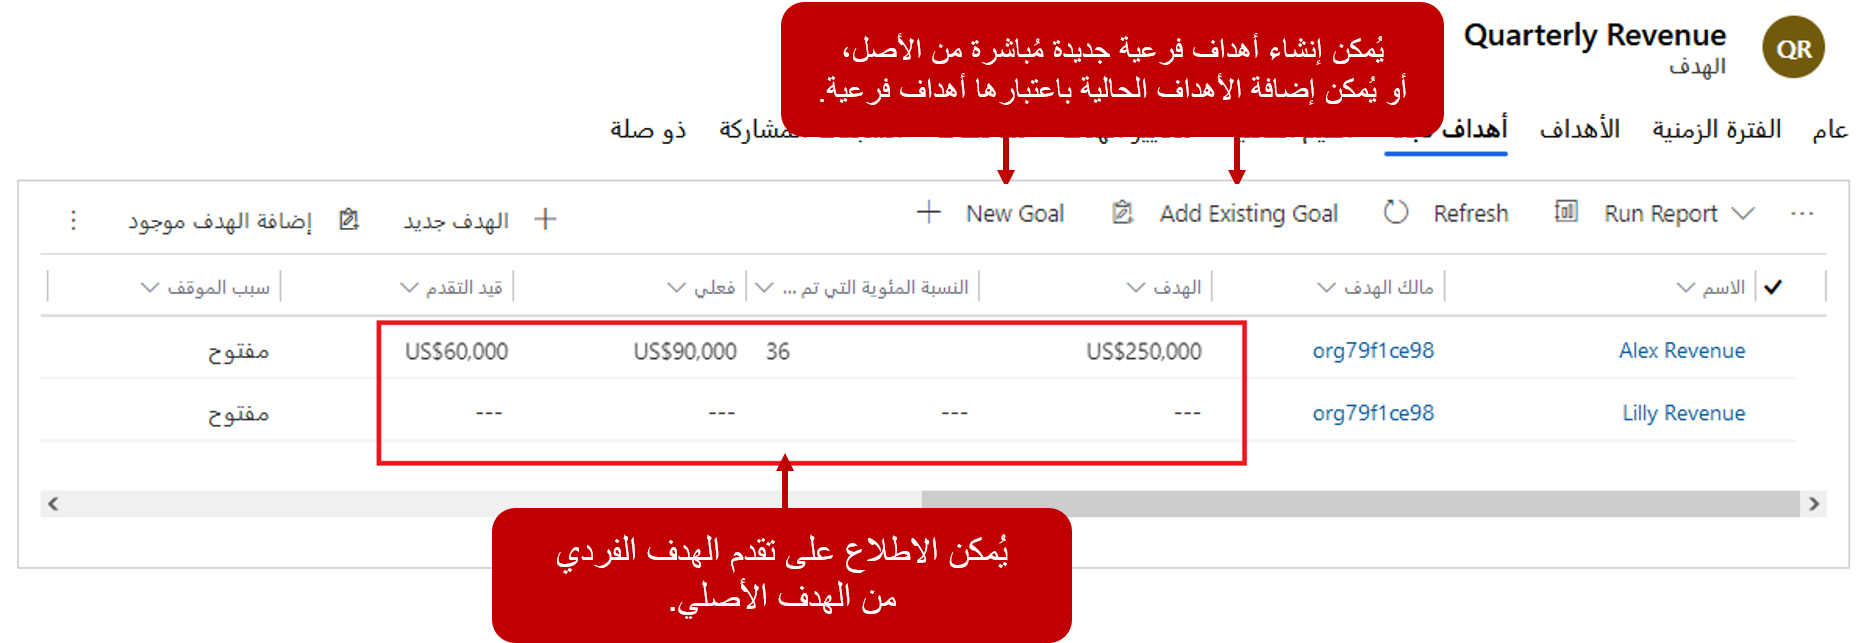 يُمكن إنشاء أهداف فرعية جديدة مُباشرة من الأصل،
أو يُمكن إضافة الأهداف الحالية باعتبارها أهداف فرعية.
Quarterly Revenue
الهدف
QR
عام الفترة الزمنية الأهداف أهداف المشاركة ذو صلة
New Goal Add Existing Goal Refresh Run Report
الهدف جديد إضافة الهدف موجود
الاسم مالك الهدف الهدف النسبة المئوية التي تم ... فعلي قيد التقدم سبب الموقف
Alex Revenue org79f1ce98 US$250,000 36 US$90,000 US$60,000 مفتوح
Lilly Revenue org79f1ce98 --- --- --- --- مفتوح
يُمكن الاطلاع على تقدم الهدف الفردي
من الهدف الأصلي.